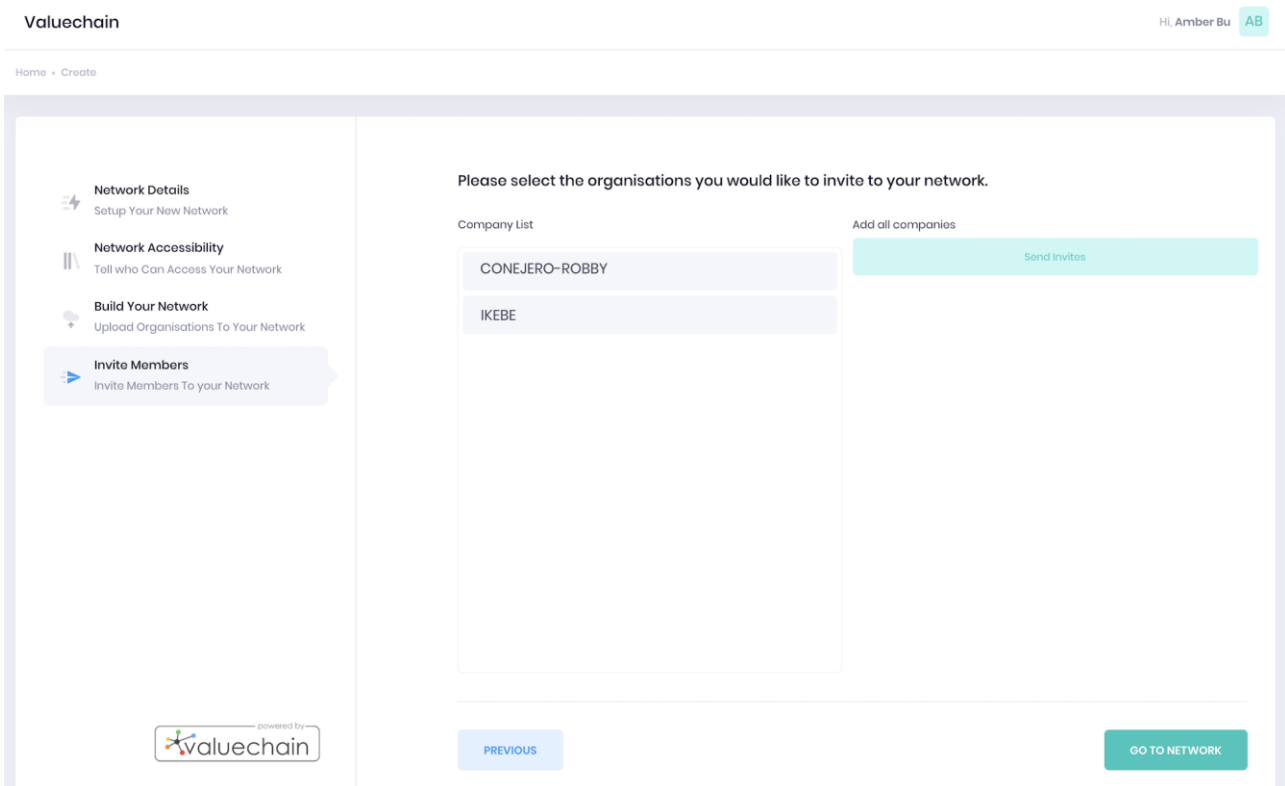 Valuechain
Hi, Amber Bu AB
Home • Create
Network Details
Setup Your New Network
Network Accessibility
Tell who Can Access Your Network
Build Your Network
Upload Organisations To Your Network
Invite Members
Invite Members To your Network
powered by
valuechain
Please select the organisations you would like to invite to your network.
Company List
CONEJERO-ROBBY
IKEBE
Add all companies
Send Invites
PREVIOUS
GO TO NETWORK